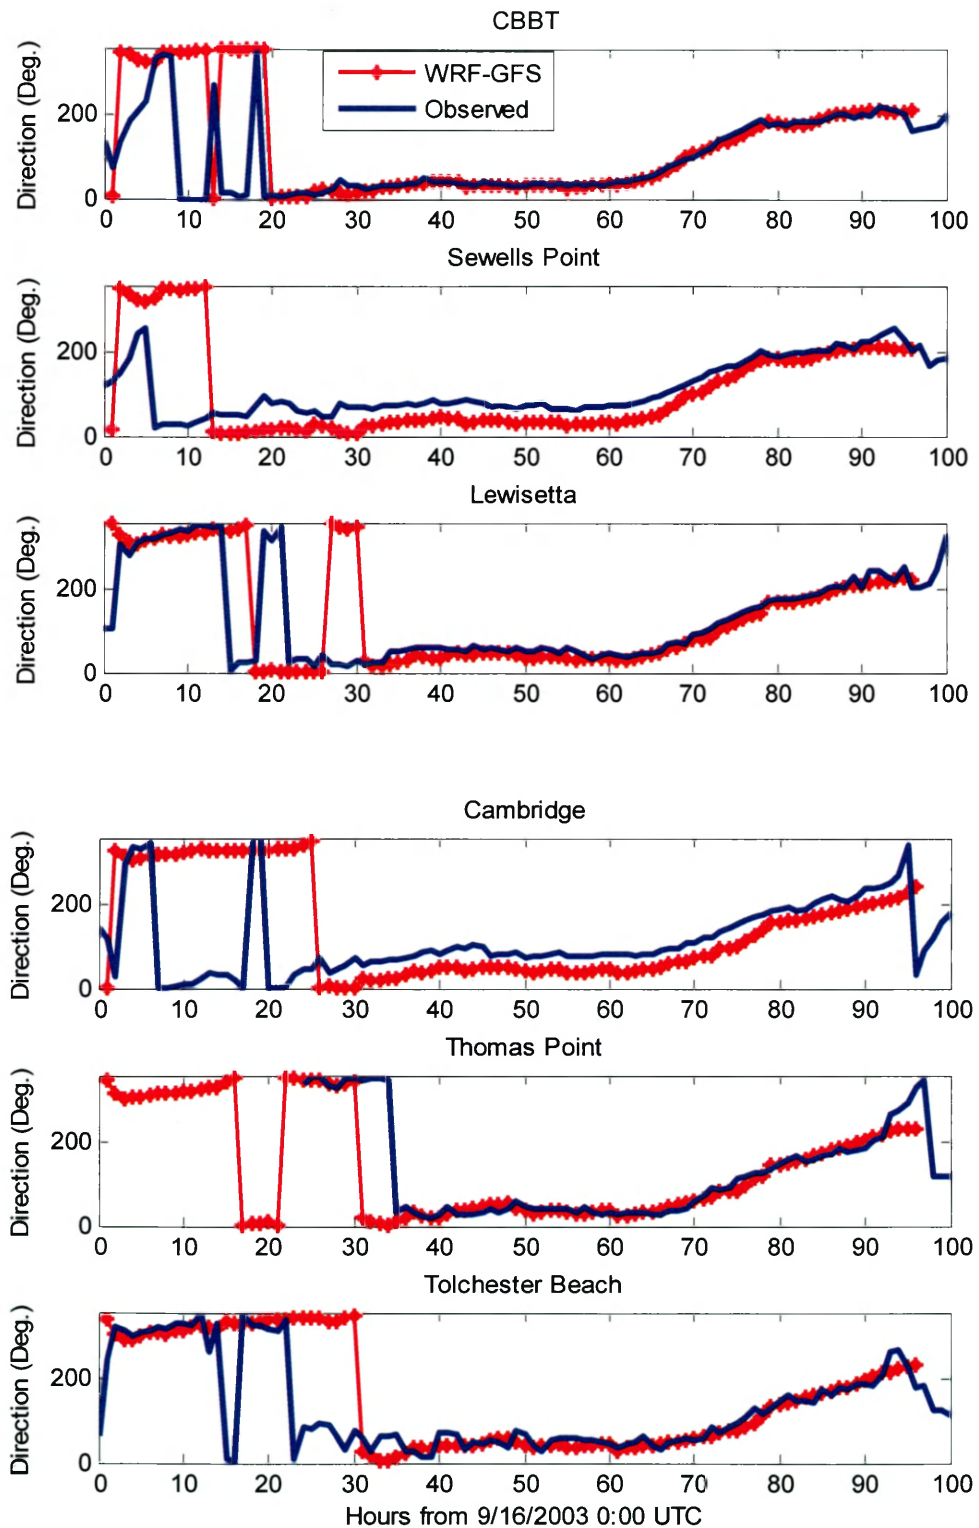 CBBT
Direction (Deg.)
200
0
WRF-GFS
Observed
0 10 20 30 40 50 60 70 80 90 100
Sewells Point
Direction (Deg.)
200
0
0 10 20 30 40 50 60 70 80 90 100
Lewisetta
Direction (Deg.)
200
0
0 10 20 30 40 50 60 70 80 90 100
Cambridge
Direction (Deg.)
200
0
0 10 20 30 40 50 60 70 80 90 100
Thomas Point
Direction (Deg.)
200
0
0 10 20 30 40 50 60 70 80 90 100
Tolchester Beach
Direction (Deg.)
200
0
0 10 20 30 40 50 60 70 80 90 100
Hours from 9/16/2003 0:00 UTC